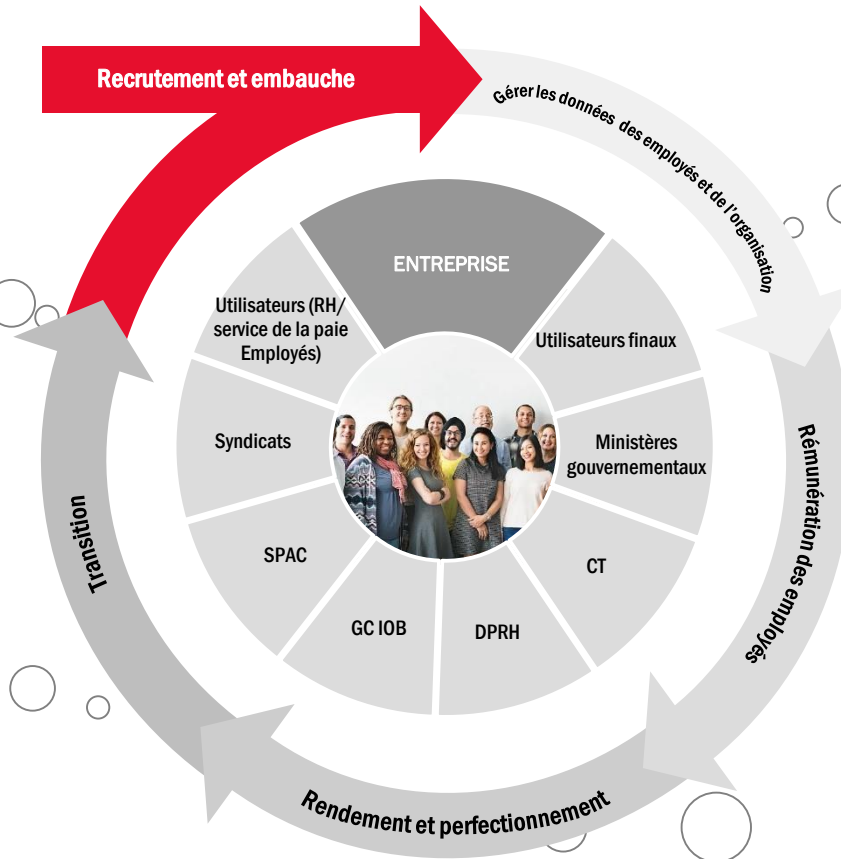 Recrutement et embauche
Gérer les données des employés et de l'organisation
ENTREPRISE
Utilisateurs (RH/
service de la paie
Employés)
Utilisateurs finaux
Syndicats
Ministères
gouvernementaux
Rémunération des employés
Transition
SPAC
CT
GC IOB
DPRH
Rendement et perfectionnement